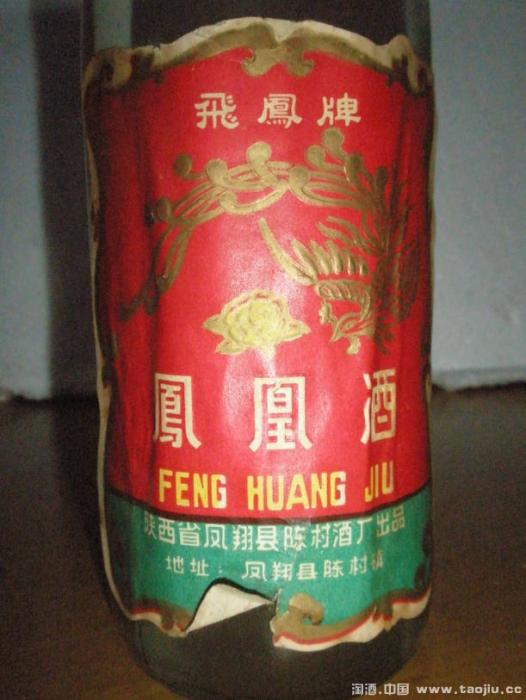 飛鳳牌
鳳凰酒
FENG HUANG JIU
陕西省凤翔县陈村酒厂出品
地址：凤翔县陈村镇
淘酒.中国 www.taojiu.cc